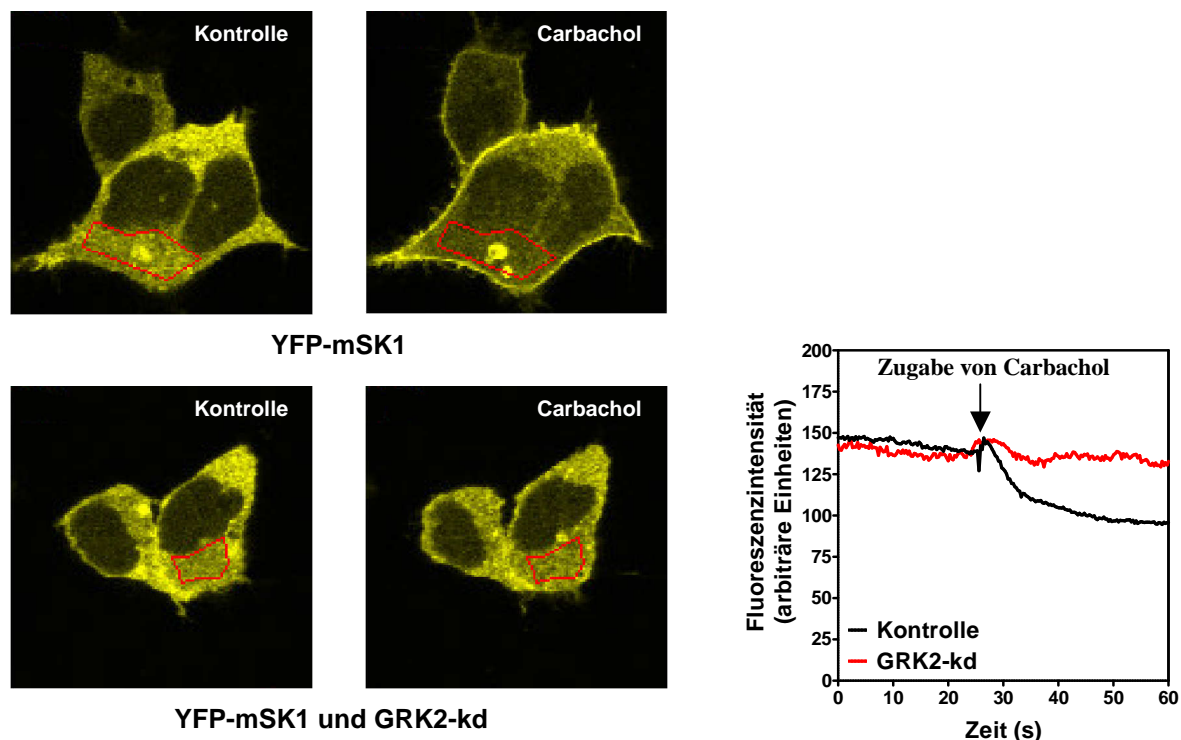 Kontrolle
Carbachol
YFP-mSK1
Kontrolle
Carbachol
YFP-mSK1 und GRK2-kd
Fluoreszenzintensität
(arbiträre Einheiten)
200
175
150
125
100
75
50
25
0
Zugabe von Carbachol
Kontrolle
GRK2-kd
0 10 20 30 40 50 60
Zeit (s)